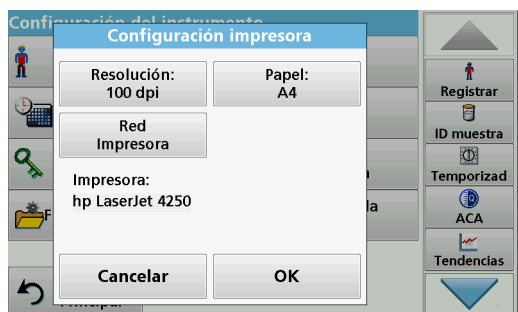 Configuración del instrumento
Configuración impresora
Resolución:
100 dpi
Papel:
A4
Red
Impresora
Impresora:
hp LaserJet 4250
Cancelar
OK
Registrar
ID muestra
Temporizad
ACA
Tendencias